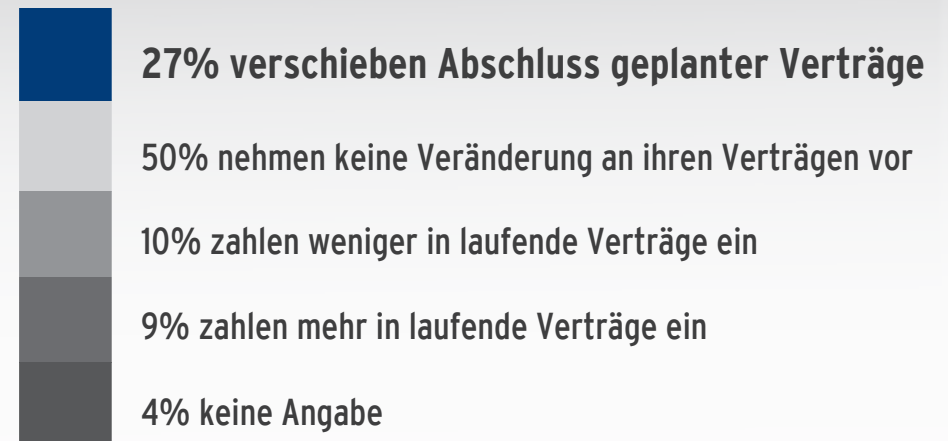 27% verschieben Abschluss geplanter Verträge
50% nehmen keine Veränderung an ihren Verträgen vor
10% zahlen weniger in laufende Verträge ein
9% zahlen mehr in laufende Verträge ein
4% keine Angabe